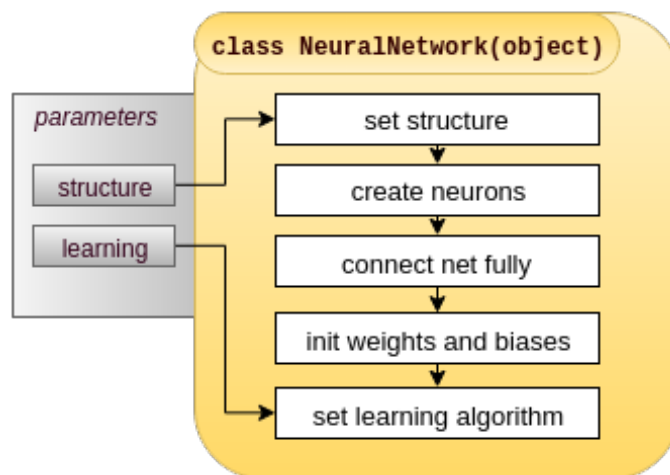 class NeuralNetwork(object)
parameters
structure
learning
set structure
create neurons
connect net fully
init weights and biases
set learning algorithm